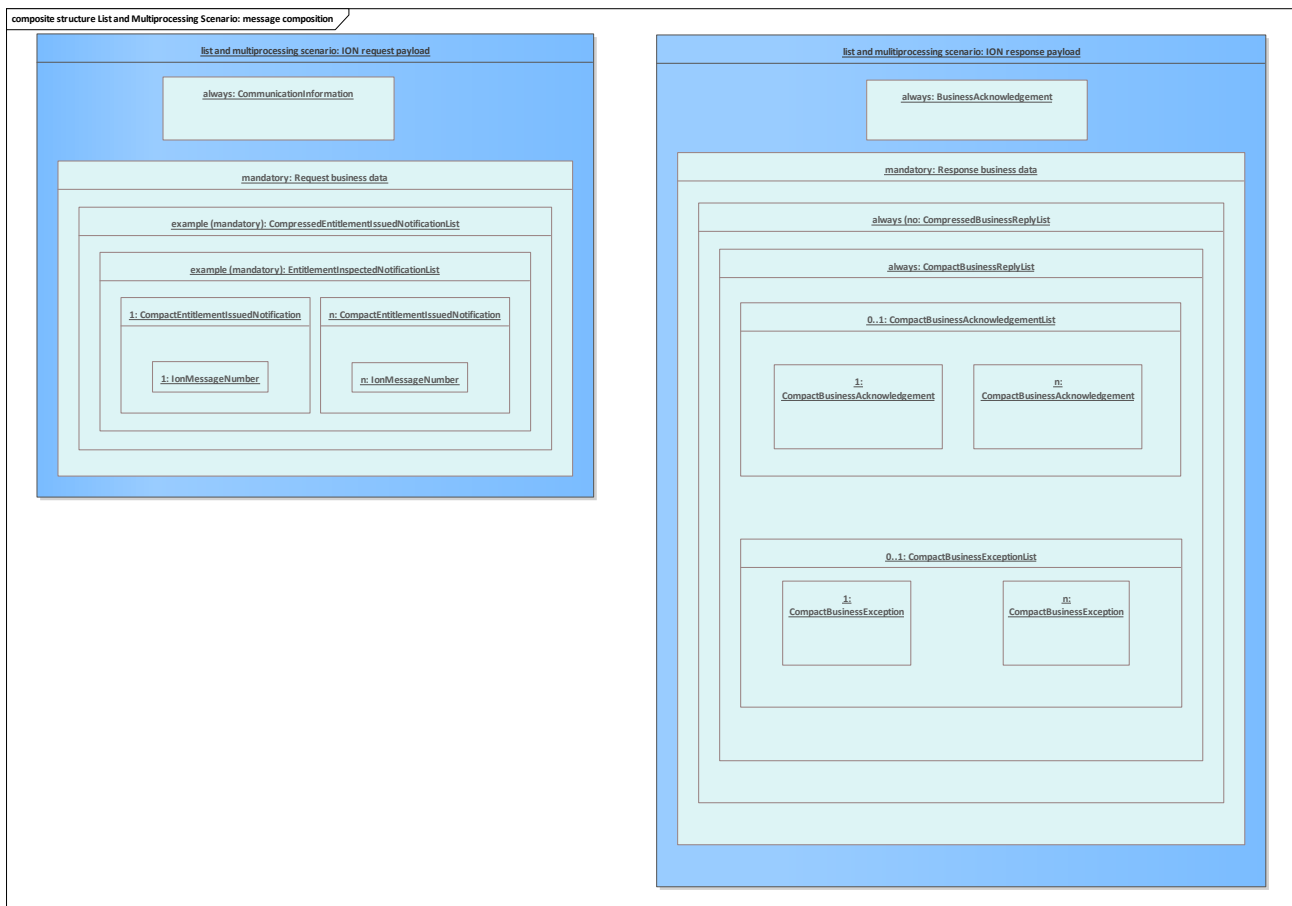 composite structure List and Multiprocessing Scenario: message composition
list and multiprocessing scenario: ION request payload
always: CommunicationInformation
mandatory: Request business data
example (mandatory): CompressedEntitlementIssuedNotificationList
example (mandatory): EntitlementInspectedNotificationList
1: CompactEntitlementIssuedNotification
n: CompactEntitlementIssuedNotification
1: IonMessageNumber
n: IonMessageNumber
list and mulitiprocessing scenario: ION response payload
always: BusinessAcknowledgement
mandatory: Response business data
always (no: CompressedBusinessReplyList
always: CompactBusinessReplyList
0..1: CompactBusinessAcknowledgementList
1:
CompactBusinessAcknowledgement
n:
CompactBusinessAcknowledgement
0..1: CompactBusinessExceptionList
1:
CompactBusinessException
n:
CompactBusinessException